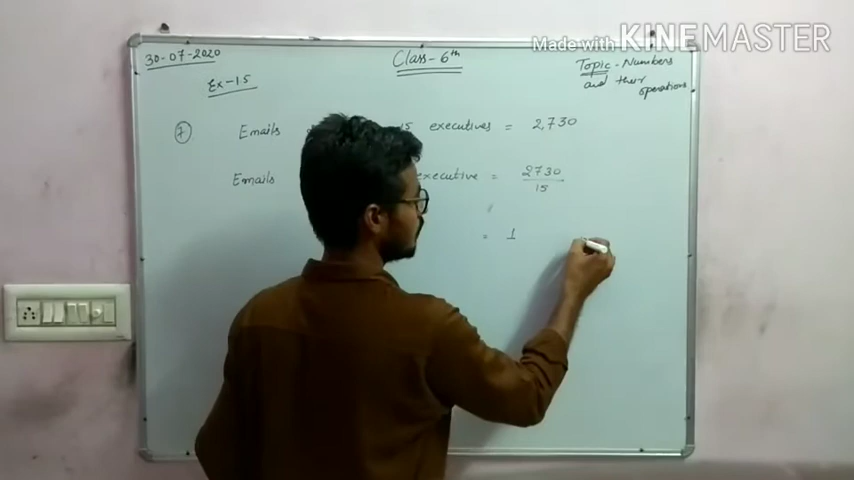 Made with KINEMASTER
30-07-2020
Class-6th
Topic - Numbers
and their
operations
Ex-15
7 Emails 15 executives = 2,730
Emails executive = 2730
15
= 1